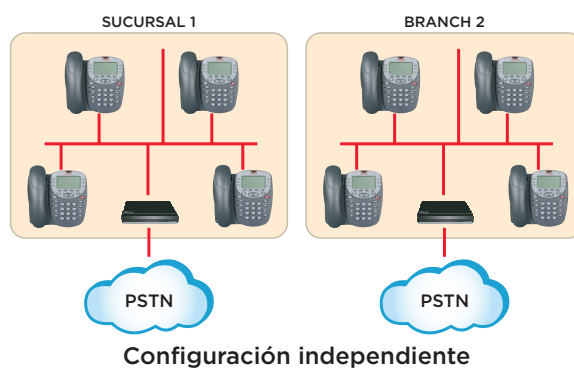 SUCURSAL 1
BRANCH 2
PSTN
PSTN
Configuración independiente